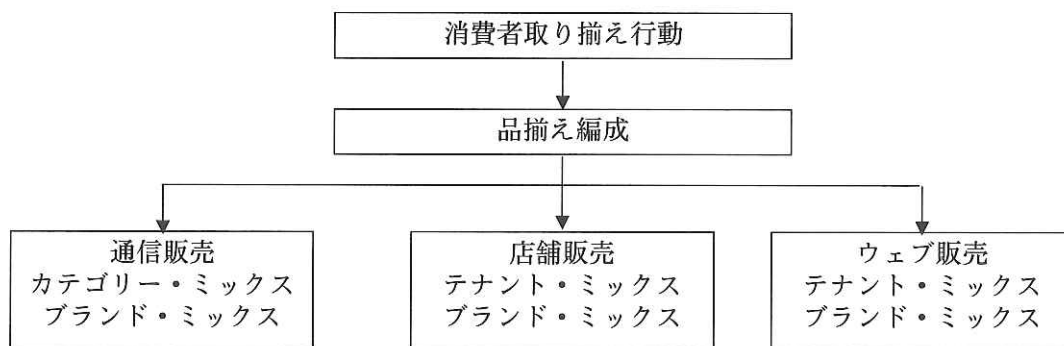 消費者取り揃え行動
品揃え編成
通信販売
カテゴリー・ミックス
ブランド・ミックス
店舗販売
テナント・ミックス
ブランド・ミックス
ウェブ販売
テナント・ミックス
ブランド・ミックス